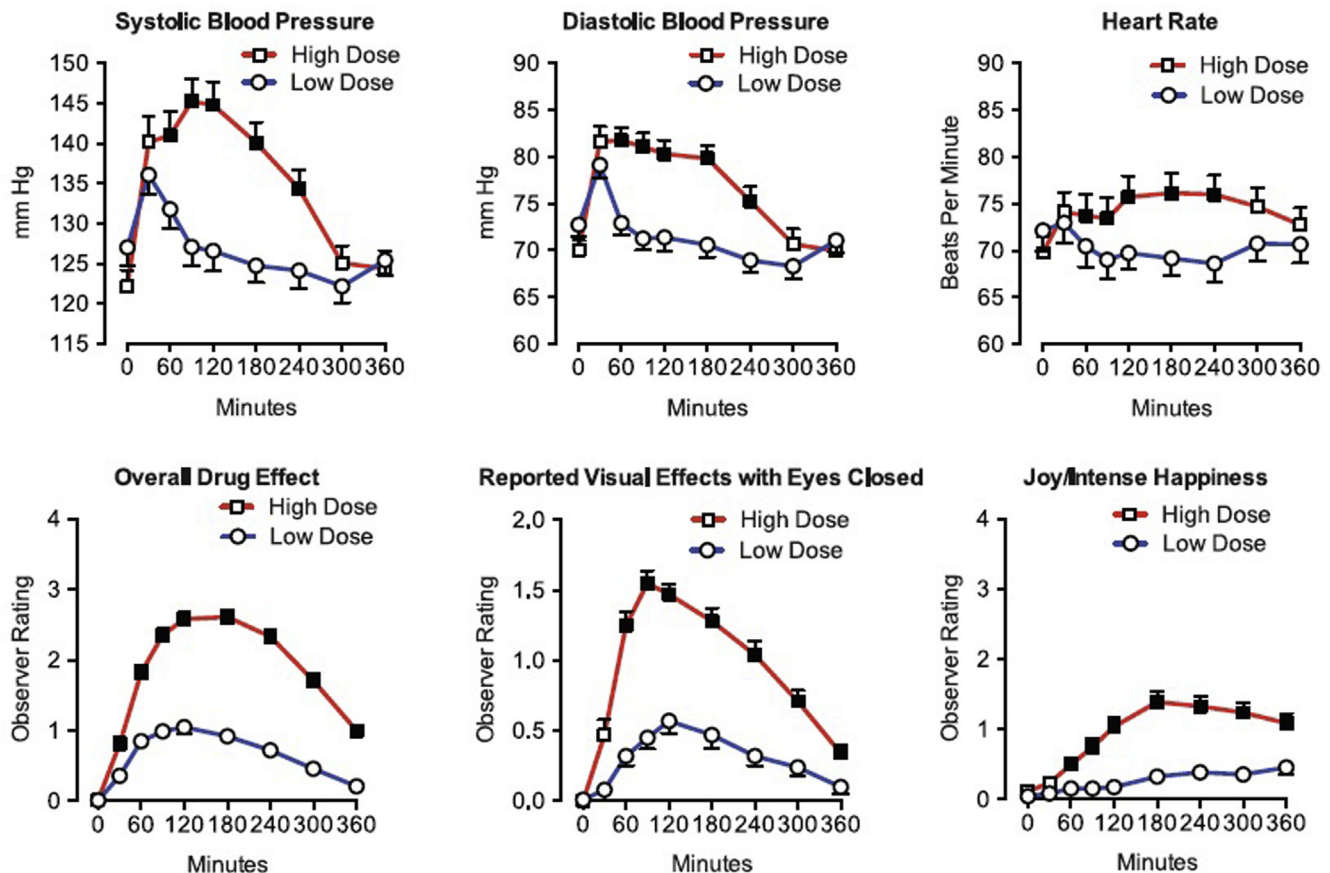 Systolic Blood Pressure
High Dose
Low Dose
150
145
140
135
130
125
120
115
mm Hg
0 60 120 180 240 300 360
Minutes
Diastolic Blood Pressure
High Dose
Low Dose
90
85
80
75
70
65
60
mm Hg
0 60 120 180 240 300 360
Minutes
Heart Rate
High Dose
Low Dose
90
85
80
75
70
65
60
Beats Per Minute
0 60 120 180 240 300 360
Minutes
Overall Drug Effect
High Dose
Low Dose
4
3
2
1
0
Observer Rating
0 60 120 180 240 300 360
Minutes
Reported Visual Effects with Eyes Closed
High Dose
Low Dose
2.0
1.5
1.0
0.5
0.0
Observer Rating
0 60 120 180 240 300 360
Minutes
Joy/Intense Happiness
High Dose
Low Dose
4
3
2
1
0
Observer Rating
0 60 120 180 240 300 360
Minutes